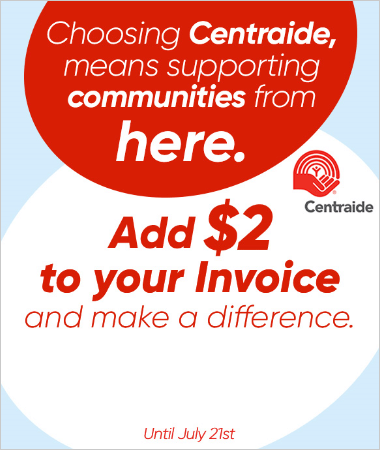 Choosing Centraide,
means supporting
communities from
here.
Centraide
Add $2
to your Invoice
and make a difference.
Until July 21st